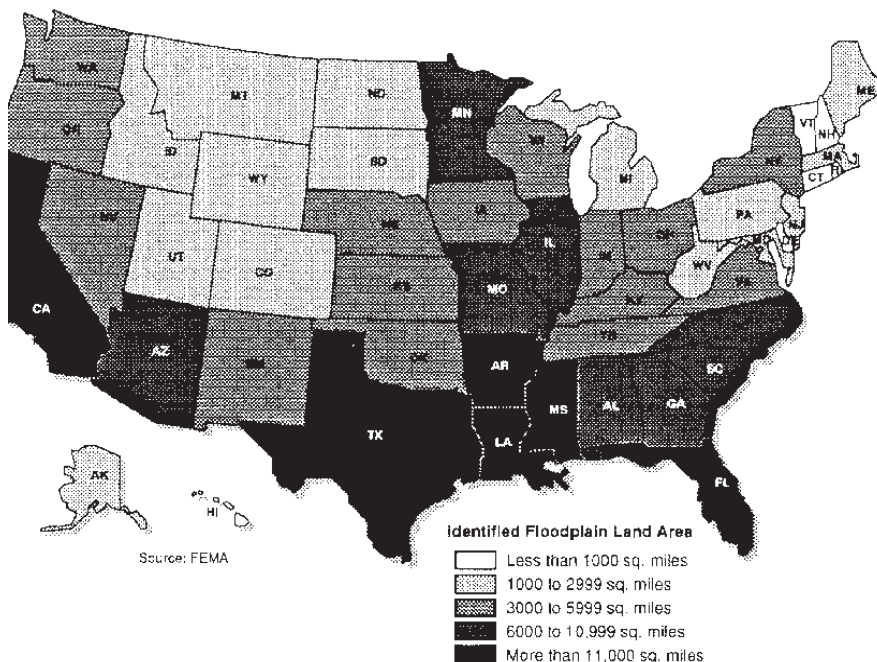 WA
MT
ND
MN
ME
VT
NH
OR
ID
SD
WI
MI
MA
CT
WY
IA
PA
NJ
NV
NE
IL
IN
OH
MD
DE
UT
CO
WV
VA
CA
KS
MO
KY
AZ
NM
OK
AR
TN
SC
TX
LA
MS
AL
GA
FL
AK
HI
Source: FEMA
Identified Floodplain Land Area
Less than 1000 sq. miles
1000 to 2999 sq. miles
3000 to 5999 sq. miles
6000 to 10,999 sq. miles
More than 11,000 sq. miles